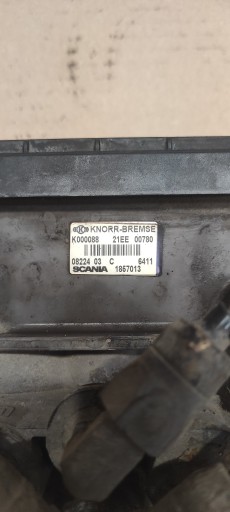 KNORR-BREMSE
K000088 21EE 00780
08224 03 C 6411
SCANIA 1857013